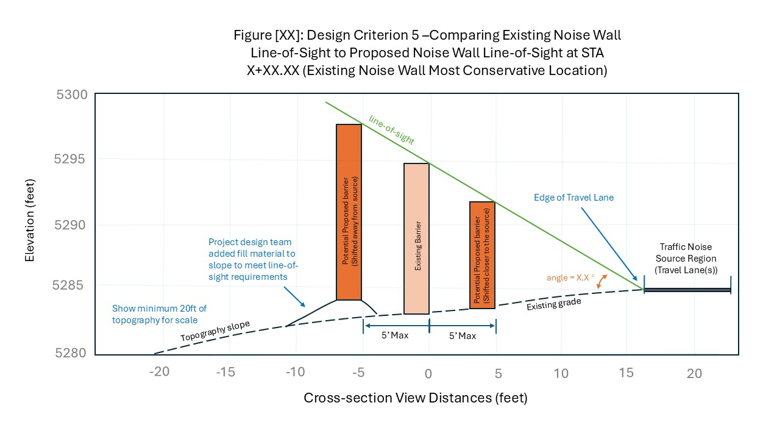 Figure [XX]: Design Criterion 5 –Comparing Existing Noise Wall
Line-of-Sight to Proposed Noise Wall Line-of-Sight at STA
X+XX.XX (Existing Noise Wall Most Conservative Location)
5300
5295
5290
5285
5280
Elevation (feet)
line-of-sight
Potential Proposed barrier
(Shifted away from source)
Existing Barrier
Potential Proposed barrier
(Shifted closer to the source)
Edge of Travel Lane
Traffic Noise
Source Region
(Travel Lane(s))
Project design team
added fill material to
slope to meet line-of-
sight requirements
angle = X.X °
Show minimum 20ft of
topography for scale
Topography slope
Existing grade
5' Max
5' Max
-20
-15
-10
-5
0
5
10
15
20
Cross-section View Distances (feet)